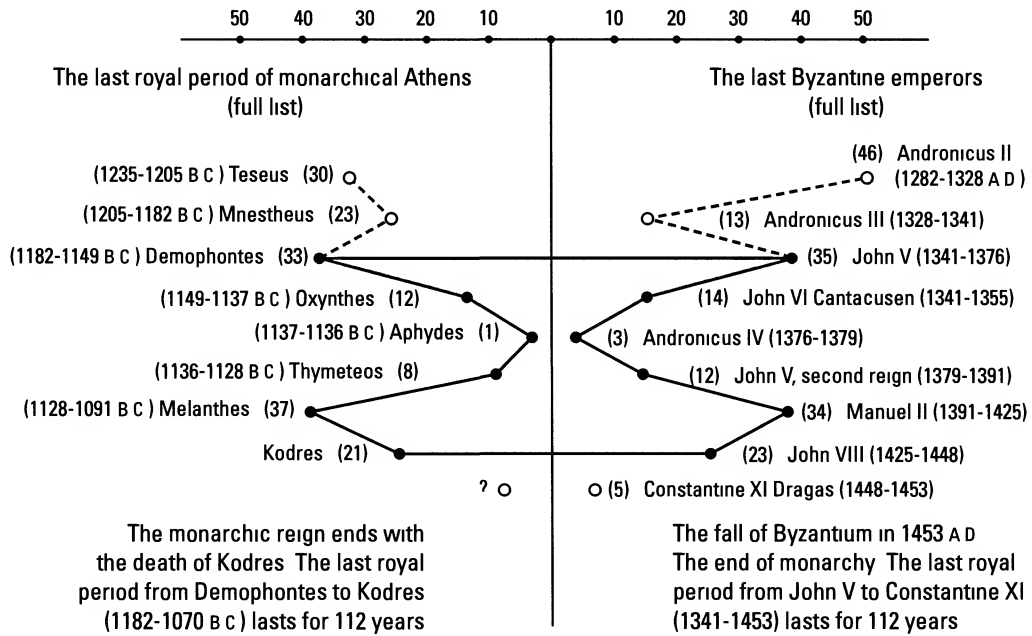 50 40 30 20 10 10 20 30 40 50
The last royal period of monarchical Athens
(full list)
The last Byzantine emperors
(full list)
(1235-1205 B C ) Teseus (30)
(1205-1182 B C ) Mnestheus (23)
(1182-1149 B C ) Demophontes (33)
(1149-1137 B C ) Oxynthes (12)
(1137-1136 B C ) Aphydes (1)
(1136-1128 B C ) Thymeteos (8)
(1128-1091 B C ) Melanthes (37)
Kodres (21)
?
(46) Andronicus II
(1282-1328 A D )
(13) Andronicus III (1328-1341)
(35) John V (1341-1376)
(14) John VI Cantacusen (1341-1355)
(3) Andronicus IV (1376-1379)
(12) John V, second reign (1379-1391)
(34) Manuel II (1391-1425)
(23) John VIII (1425-1448)
(5) Constantine XI Dragas (1448-1453)
The monarchic reign ends with
the death of Kodres The last royal
period from Demophontes to Kodres
(1182-1070 B C ) lasts for 112 years
The fall of Byzantium in 1453 A D
The end of monarchy The last royal
period from John V to Constantine XI
(1341-1453) lasts for 112 years